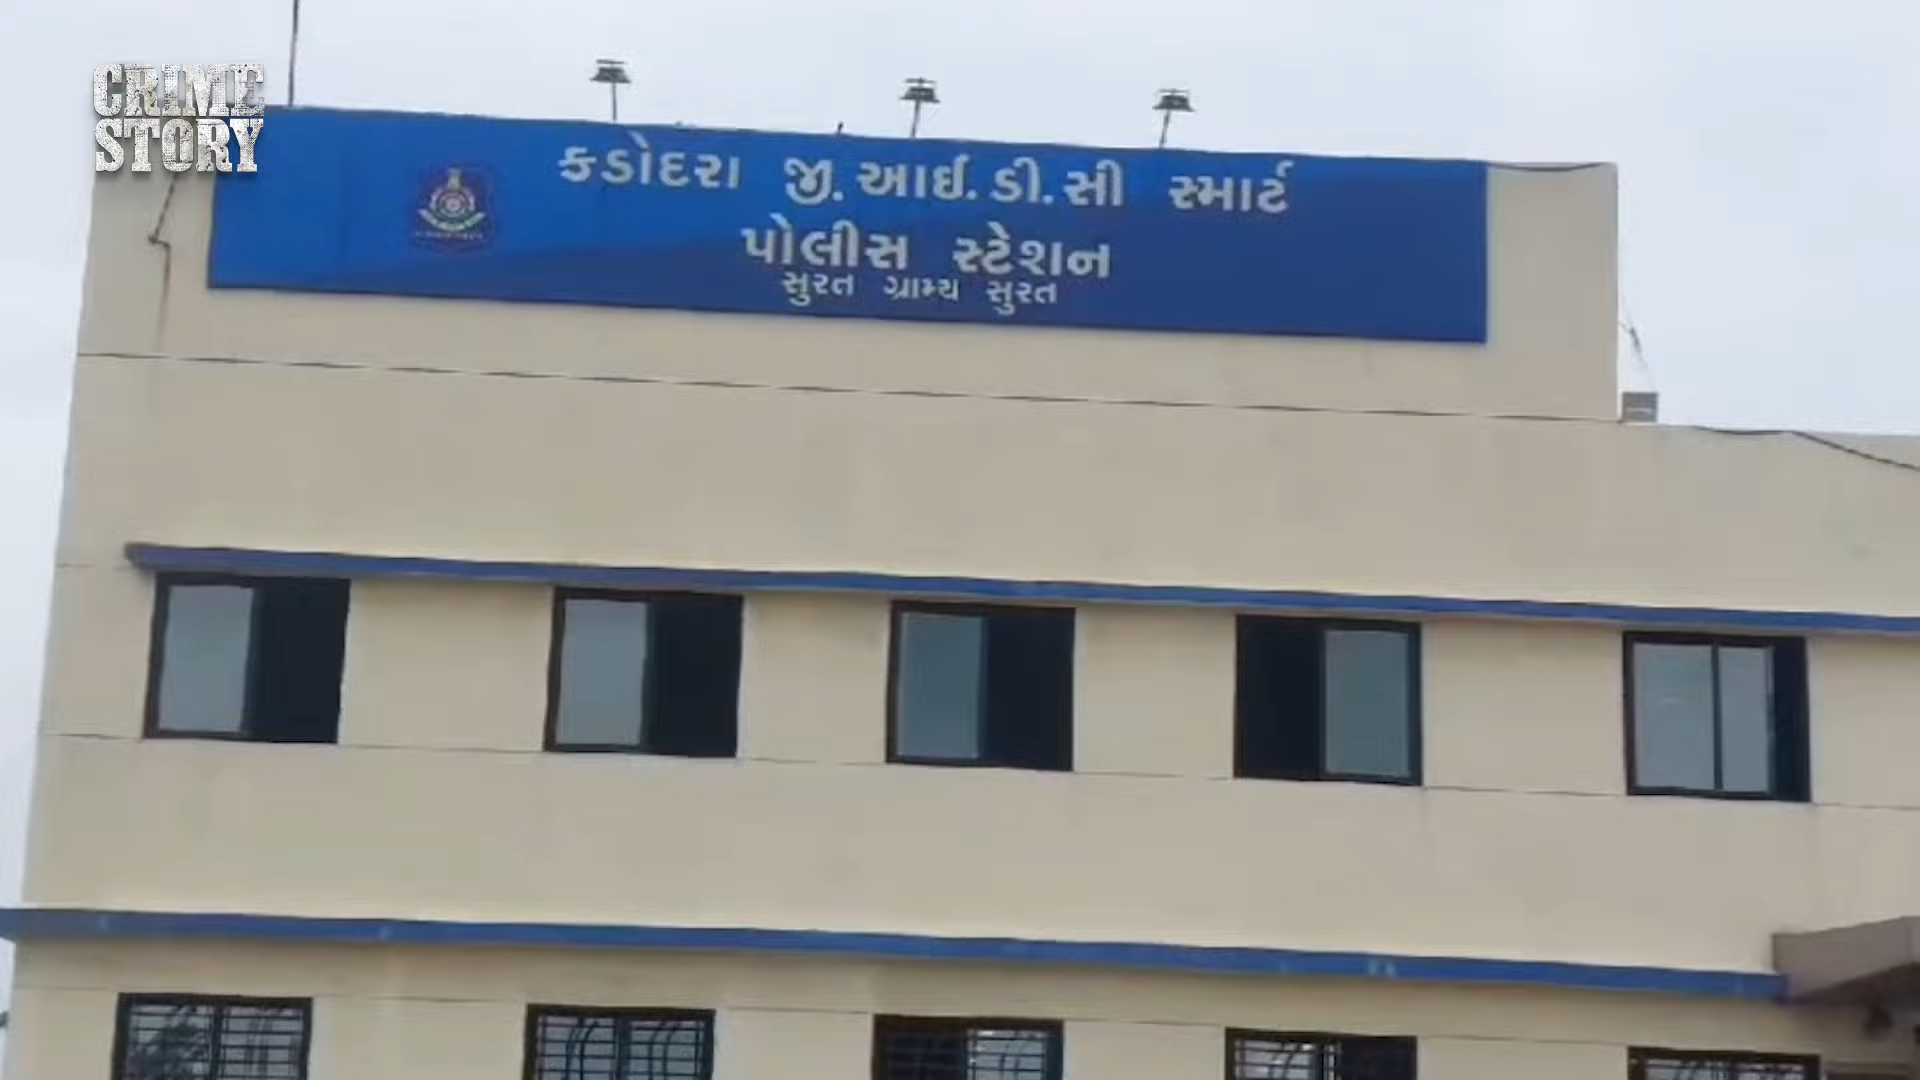 CRIME
STORY
કડોદરા જી.આઈ.ડી.સી સ્માર્ટ
પોલીસ સ્ટેશન
સુરત ગ્રામ્ય સુરત